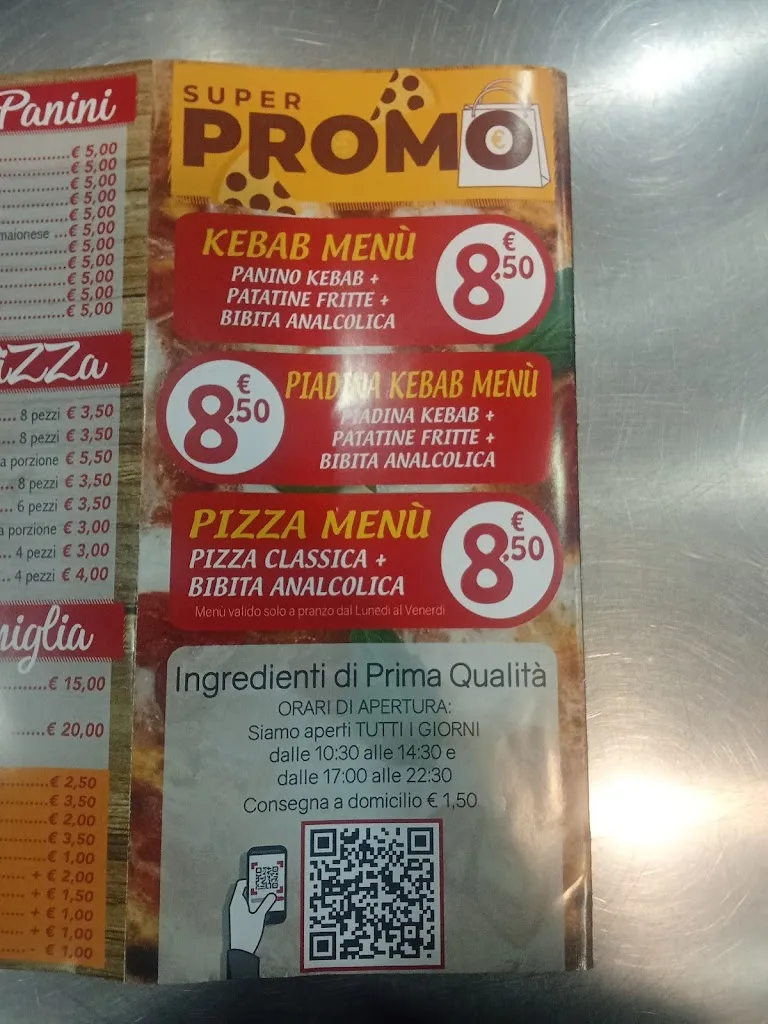 Panini
€ 5,00
€ 5,00
€ 5,00
€ 5,00
€ 5,00
maionese ...€ 5,00
€ 5,00
€ 5,00
€ 5,00
€ 5,00
€ 5,00
izza
8 pezzi € 3,50
8 pezzi € 3,50
a porzione € 5,50
8 pezzi € 3,50
6 pezzi € 3,50
a porzione € 3,00
4 pezzi € 3,00
4 pezzi € 4,00
niglia
€ 15,00
€ 20,00
€ 2,50
€ 3,50
€ 2,00
€ 3,50
€ 1,00
+ € 2,00
+ € 1,50
+ € 1,00
+ € 1,00
- € 1,00
SUPER
PROMO
€
KEBAB MENÙ
PANINO KEBAB +
PATATINE FRITTE +
BIBITA ANALCOLICA
€ 8,50
PIADINA KEBAB MENÙ
PIADINA KEBAB +
PATATINE FRITTE +
BIBITA ANALCOLICA
€ 8,50
PIZZA MENÙ
PIZZA CLASSICA +
BIBITA ANALCOLICA
Menù valido solo a pranzo dal Lunedì al Venerdì
€ 8,50
Ingredienti di Prima Qualità
ORARI DI APERTURA:
Siamo aperti TUTTI I GIORNI
dalle 10:30 alle 14:30 e
dalle 17:00 alle 22:30
Consegna a domicilio € 1,50